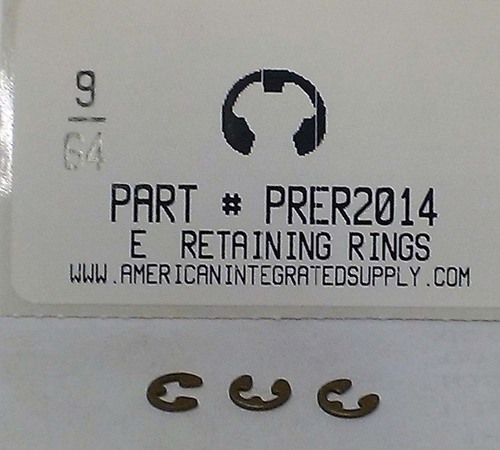 9
64
PART # PRER2014
E RETAINING RINGS
WWW.AMERICANINTEGRATEDSUPPLY.COM